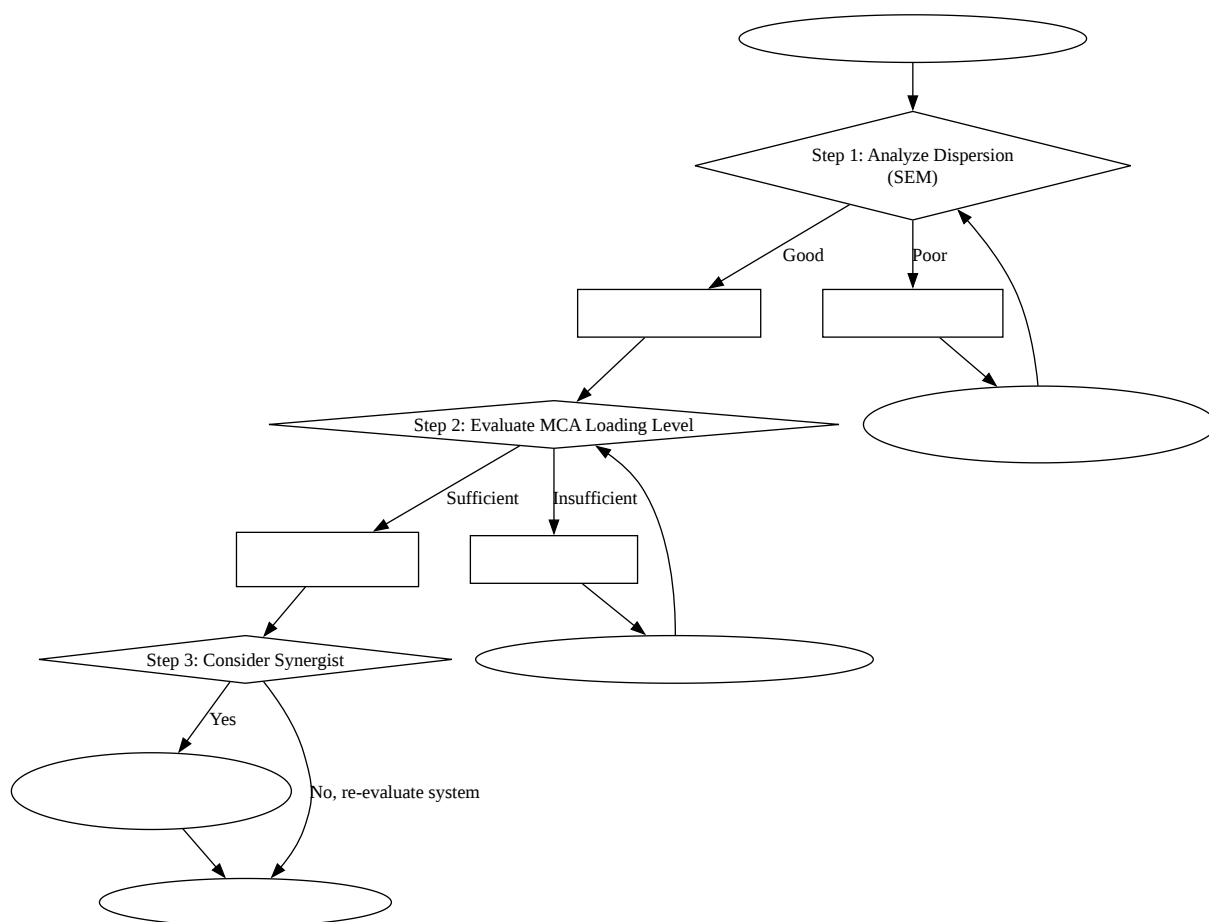 Step 1: Analyze Dispersion
(SEM)
Good
Poor
Step 2: Evaluate MCA Loading Level
Sufficient
Insufficient
Step 3: Consider Synergist
Yes
No, re-evaluate system